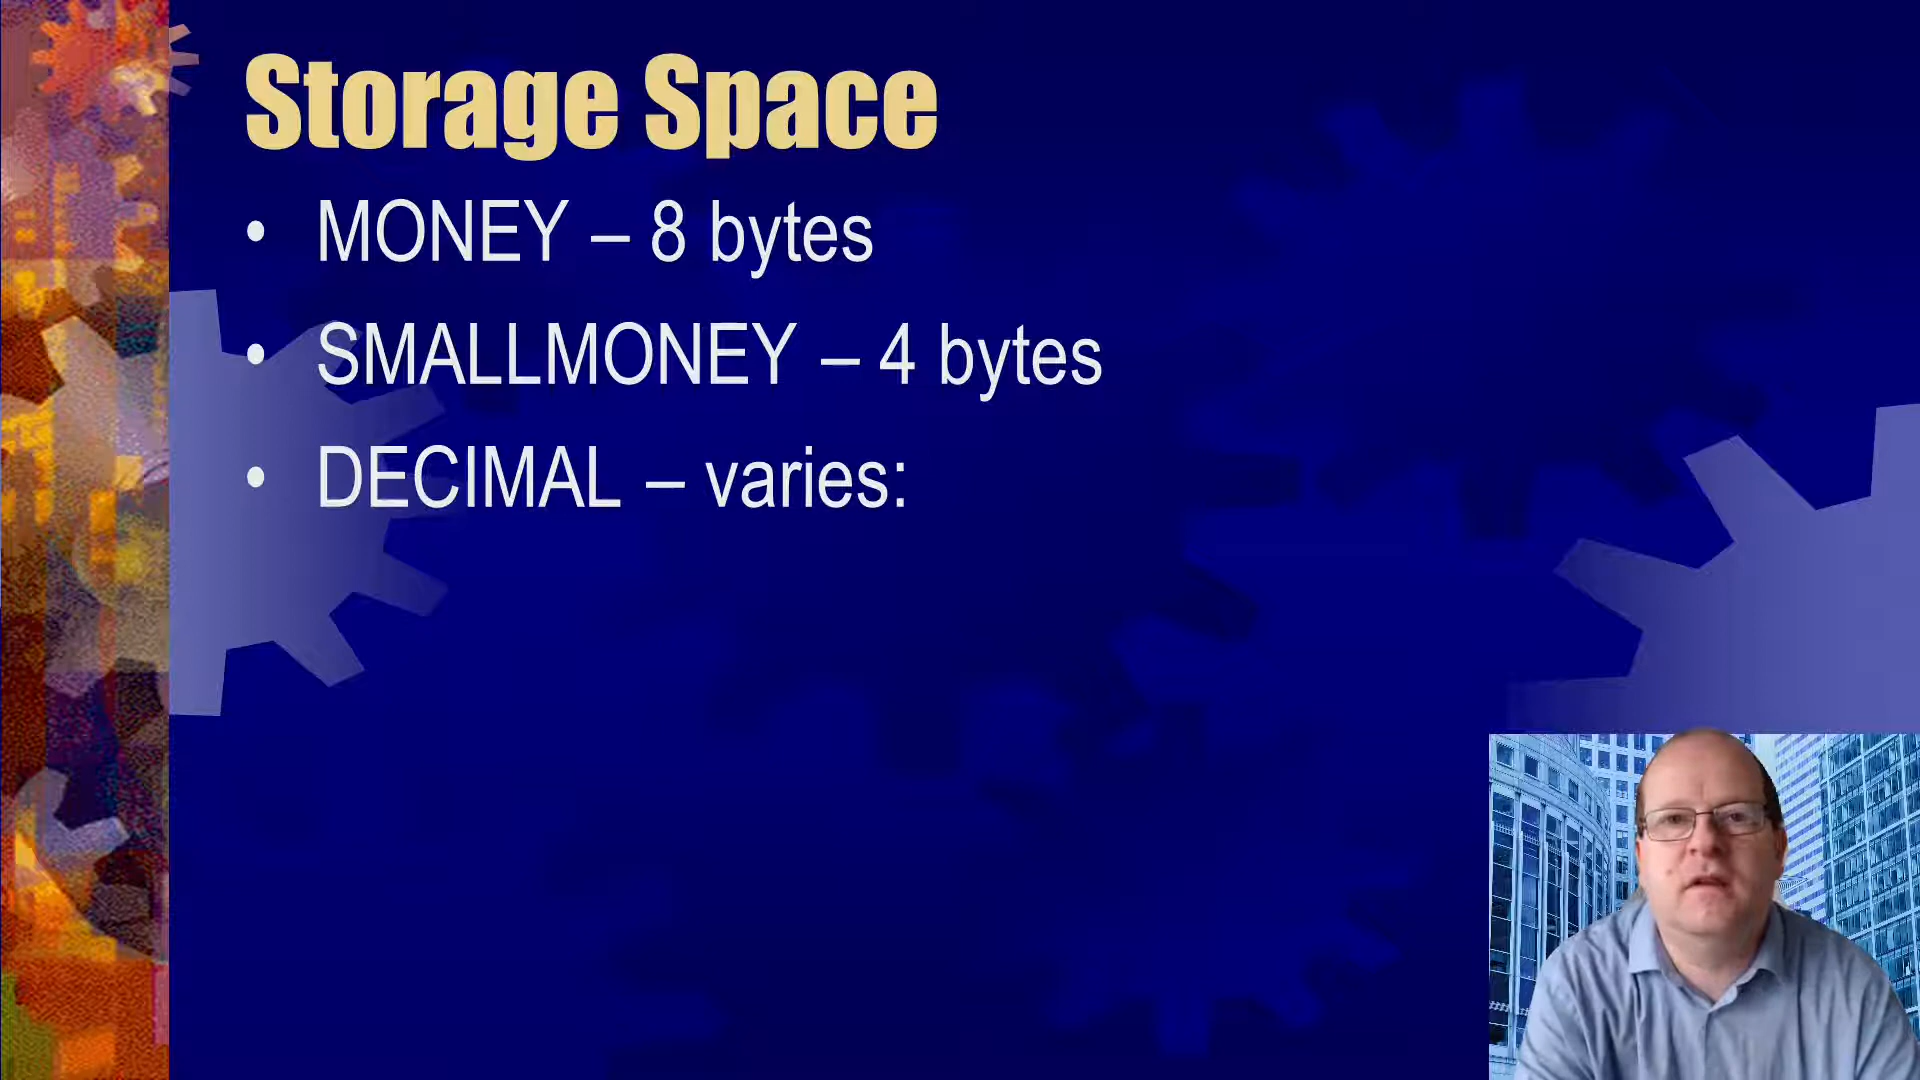 Storage Space
• MONEY – 8 bytes
• SMALLMONEY – 4 bytes
• DECIMAL – varies: